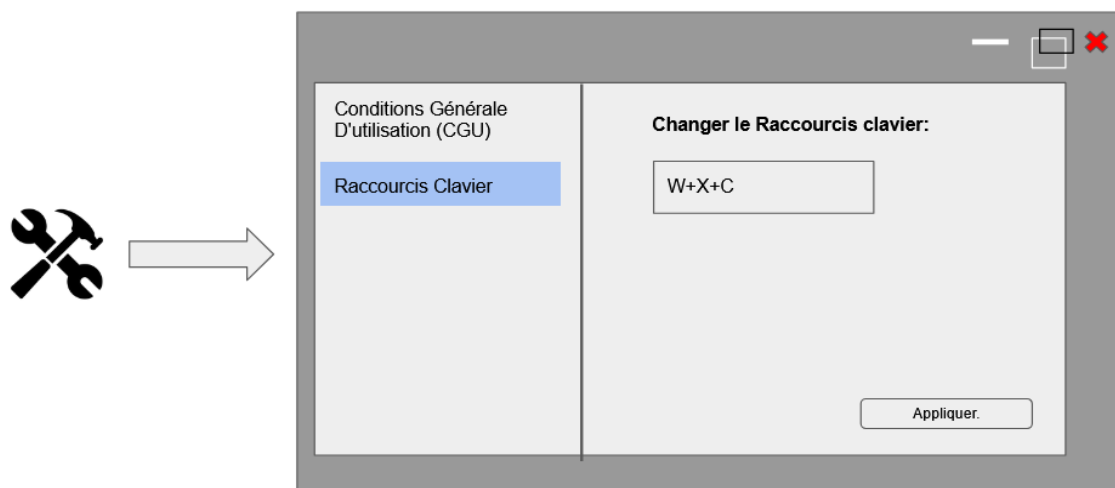 Conditions Générale
D'utilisation (CGU)
Raccourcis Clavier
Changer le Raccourcis clavier:
W+X+C
Appliquer.